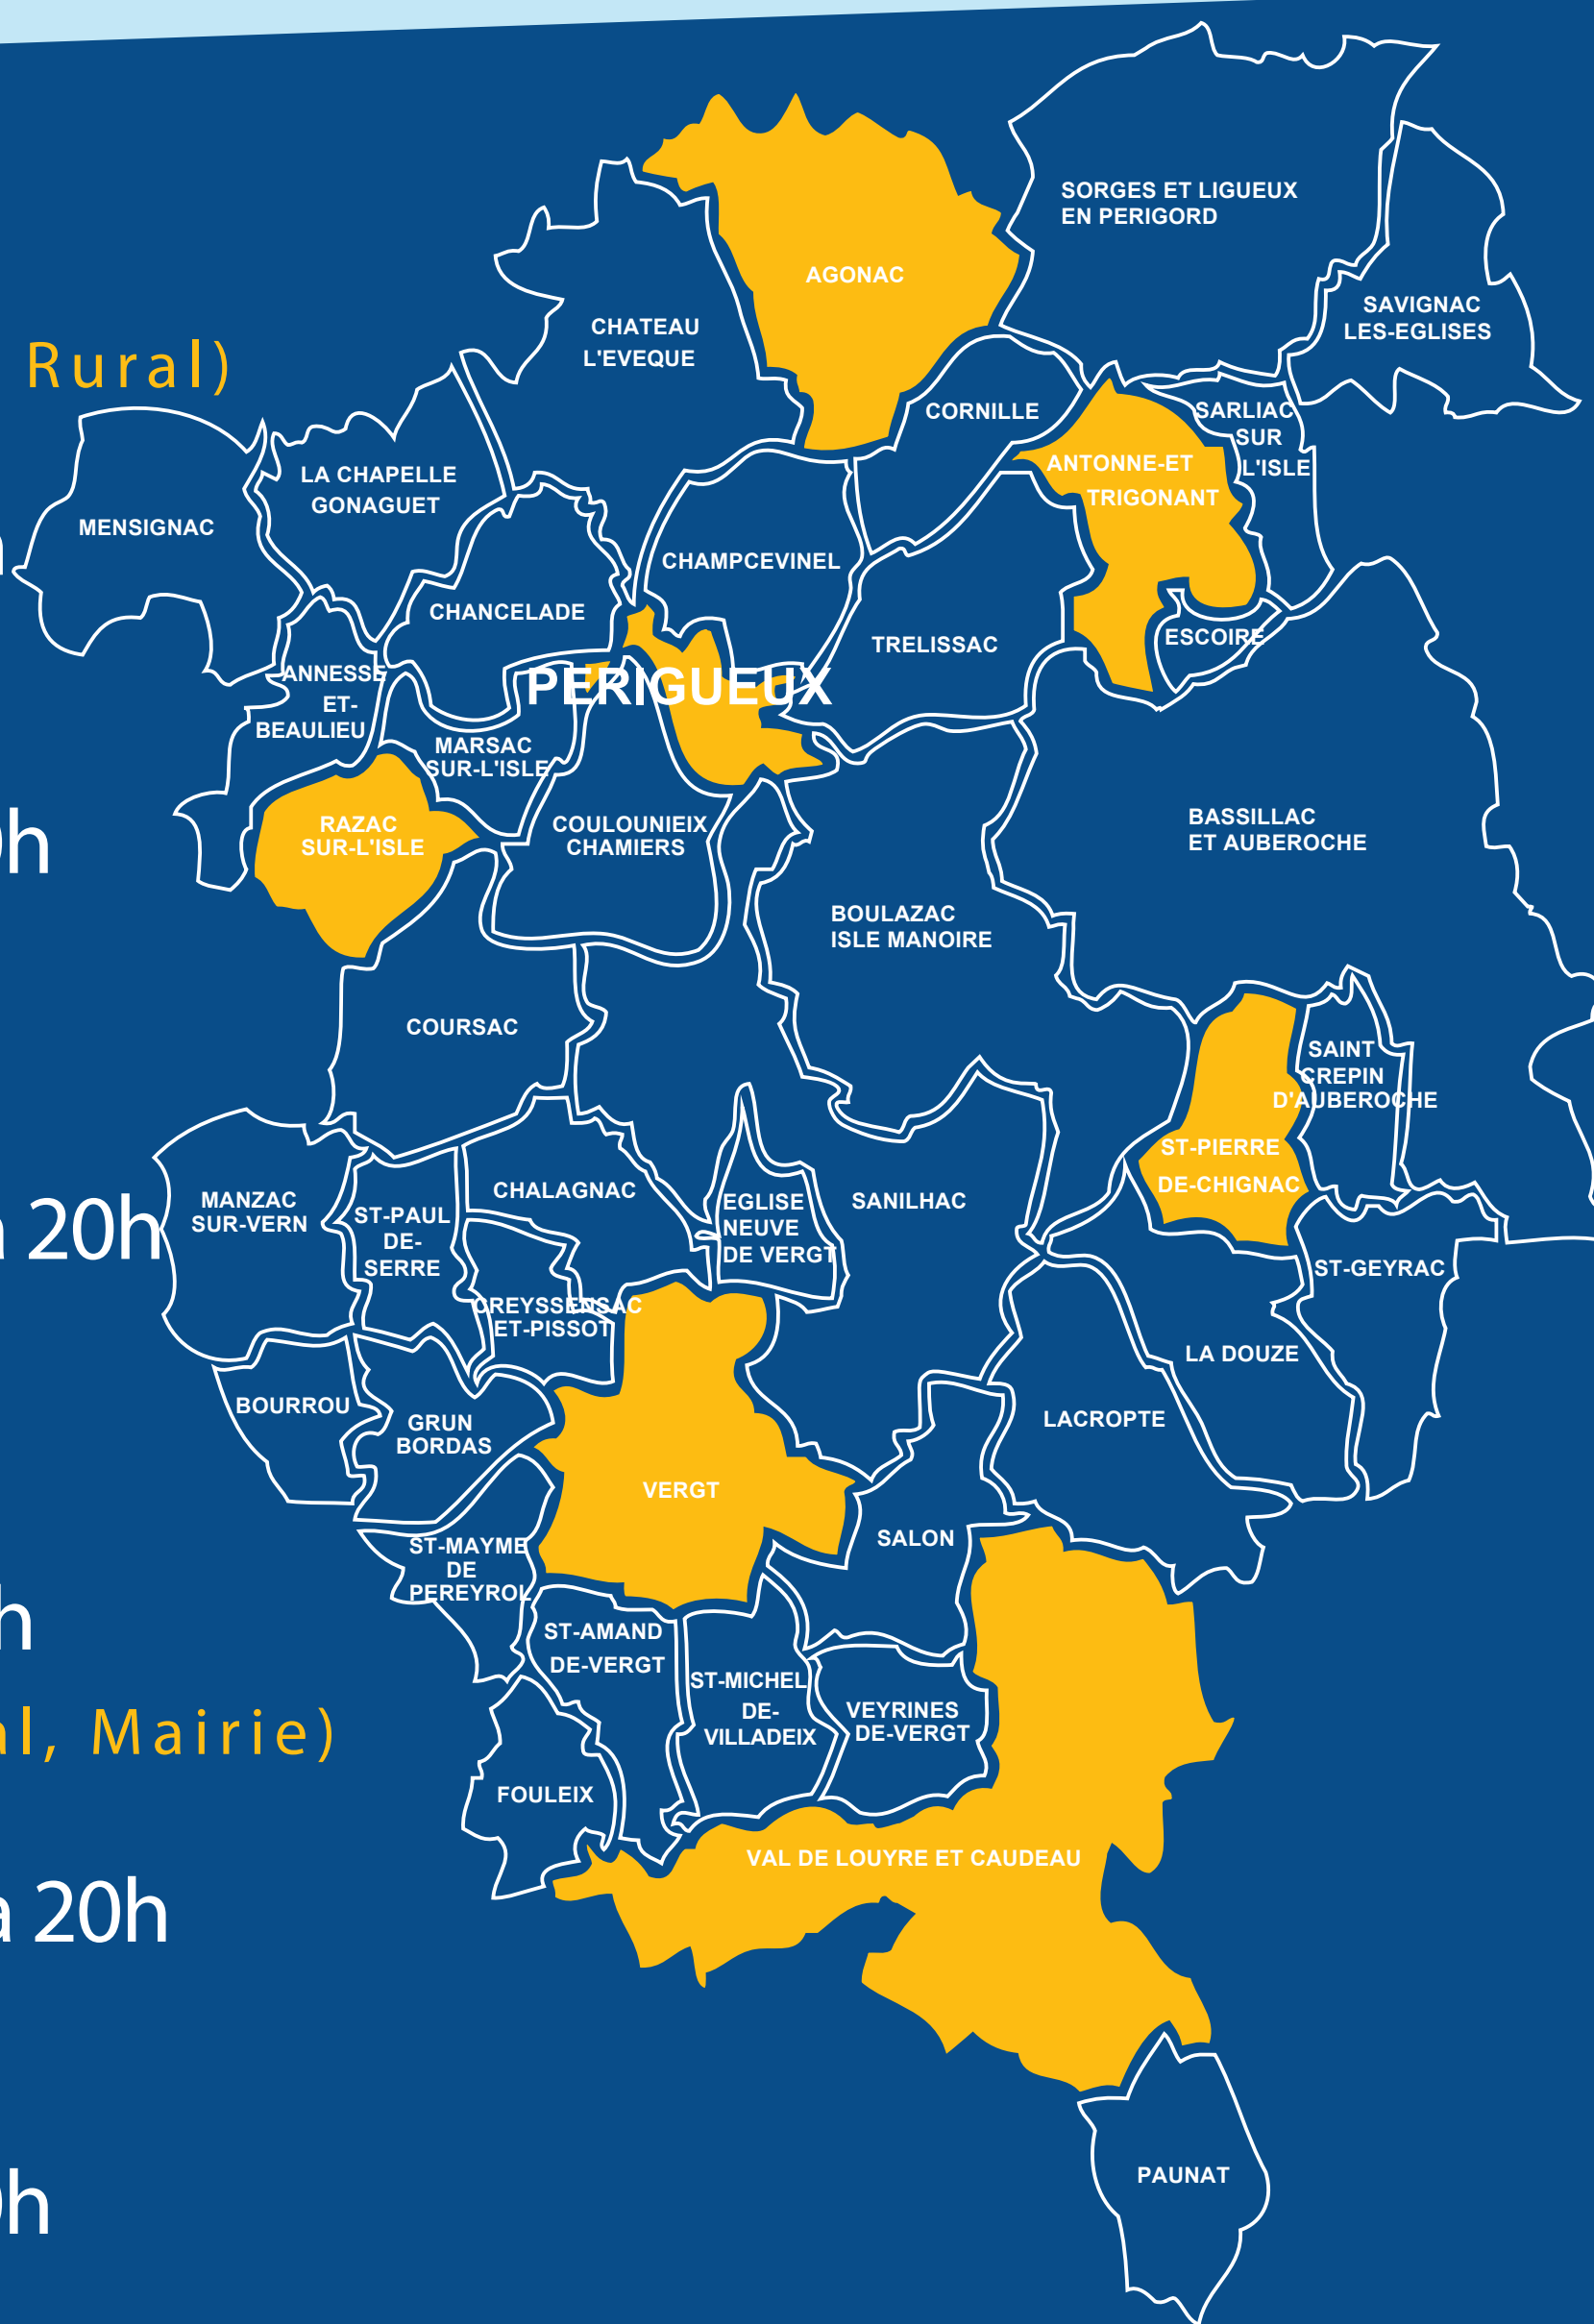 SORGES ET LIGUEUX
EN PERIGORD
AGONAC
SAVIGNAC
LES-EGLISES
CHATEAU
L'EVEQUE
Rural)
CORNILLE
SARLIAC
SUR
L'ISLE
ANTONNE-ET
TRIGONANT
LA CHAPELLE
GONAGUET
MENSIGNAC
CHAMPCEVINEL
CHANCELADE
ESCOIRE
TRELISSAC
ANNESSE
ET-
BEAULIEU
PERIGUEUX
MARSAC
SUR-L'ISLE
RAZAC
SUR-L'ISLE
COULOUNIEIX
CHAMIERS
BASSILLAC
ET AUBEROCHE
h
BOULAZAC
ISLE MANOIRE
COURSAC
SAINT
CREPIN
D'AUBEROCHE
ST-PIERRE
DE-CHIGNAC
MANZAC
SUR-VERN
ST-PAUL
DE-
SERRE
CHALAGNAC
EGLISE
NEUVE
DE VERGT
SANILHAC
à 20h
ST-GEYRAC
CREYSSENSAC
ET-PISSOT
LA DOUZE
BOURROU
GRUN
BORDAS
LACROPTE
VERGT
SALON
ST-MAYME
DE
PEREYROL
h
ST-AMAND
DE-VERGT
ST-MICHEL
DE-
VILLADEIX
VEYRINES
DE-VERGT
al, Mairie)
FOULEIX
VAL DE LOUYRE ET CAUDEAU
à 20h
PAUNAT
h